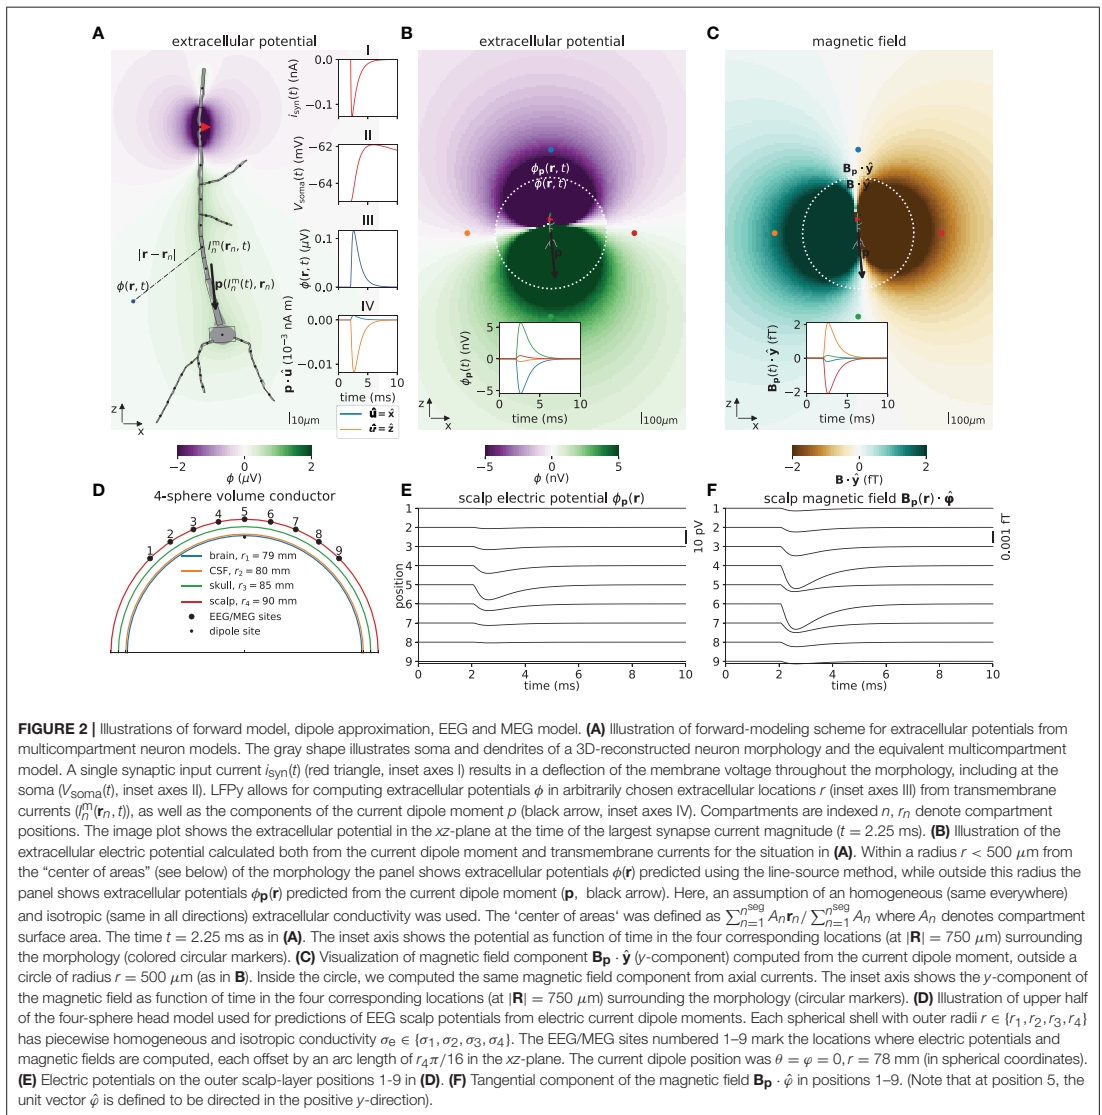 A
extracellular potential
I
0.0
−0.1
i_syn(t) (nA)
II
−62
−64
V_soma(t) (mV)
III
0.1
0.0
ϕ(r, t) (μV)
IV
0.00
−0.01
p · û (10⁻³ nA m)
0 5 10
time (ms)
û = x̂
û = ẑ
|r − r_n|
I_n^m(r_n, t)
ϕ(r, t)
p(I_n^m(t), r_n)
z
x
10μm
−2 0 2
ϕ (μV)
B
extracellular potential
ϕ_p(r, t)
ϕ(r, t)
p
5
0
−5
ϕ_p(t) (nV)
0 5 10
time (ms)
z
x
100μm
−5 0 5
ϕ (nV)
C
magnetic field
B_p · ŷ
B · ŷ
p
2
0
−2
B_p(t) · ŷ (fT)
0 5 10
time (ms)
z
x
100μm
−2 0 2
B · ŷ (fT)
D
4-sphere volume conductor
1 2 3 4 5 6 7 8 9
brain, r₁ = 79 mm
CSF, r₂ = 80 mm
skull, r₃ = 85 mm
scalp, r₄ = 90 mm
EEG/MEG sites
dipole site
E
scalp electric potential ϕ_p(r)
1
2
3
4
5
6
7
8
9
position
10 pV
0 2 4 6 8 10
time (ms)
F
scalp magnetic field B_p(r) · φ̂
1
2
3
4
5
6
7
8
9
0.001 fT
0 2 4 6 8 10
time (ms)
FIGURE 2 | Illustrations of forward model, dipole approximation, EEG and MEG model. (A) Illustration of forward-modeling scheme for extracellular potentials from
multicompartment neuron models. The gray shape illustrates soma and dendrites of a 3D-reconstructed neuron morphology and the equivalent multicompartment
model. A single synaptic input current i_syn(t) (red triangle, inset axes I) results in a deflection of the membrane voltage throughout the morphology, including at the
soma (V_soma(t), inset axes II). LFPy allows for computing extracellular potentials ϕ in arbitrarily chosen extracellular locations r (inset axes III) from transmembrane
currents (I_n^m(r_n, t)), as well as the components of the current dipole moment p (black arrow, inset axes IV). Compartments are indexed n, r_n denote compartment
positions. The image plot shows the extracellular potential in the xz-plane at the time of the largest synapse current magnitude (t = 2.25 ms). (B) Illustration of the
extracellular electric potential calculated both from the current dipole moment and transmembrane currents for the situation in (A). Within a radius r < 500 μm from
the “center of areas” (see below) of the morphology the panel shows extracellular potentials ϕ(r) predicted using the line-source method, while outside this radius the
panel shows extracellular potentials ϕ_p(r) predicted from the current dipole moment (p, black arrow). Here, an assumption of an homogeneous (same everywhere)
and isotropic (same in all directions) extracellular conductivity was used. The ‘center of areas‘ was defined as ∑_{n=1}^{n_seg} A_n r_n / ∑_{n=1}^{n_seg} A_n where A_n denotes compartment
surface area. The time t = 2.25 ms as in (A). The inset axis shows the potential as function of time in the four corresponding locations (at |R| = 750 μm) surrounding
the morphology (colored circular markers). (C) Visualization of magnetic field component B_p · ŷ (y-component) computed from the current dipole moment, outside a
circle of radius r = 500 μm (as in B). Inside the circle, we computed the same magnetic field component from axial currents. The inset axis shows the y-component of
the magnetic field as function of time in the four corresponding locations (at |R| = 750 μm) surrounding the morphology (circular markers). (D) Illustration of upper half
of the four-sphere head model used for predictions of EEG scalp potentials from electric current dipole moments. Each spherical shell with outer radii r ∈ {r₁, r₂, r₃, r₄}
has piecewise homogeneous and isotropic conductivity σ_e ∈ {σ₁, σ₂, σ₃, σ₄}. The EEG/MEG sites numbered 1–9 mark the locations where electric potentials and
magnetic fields are computed, each offset by an arc length of r₄π/16 in the xz-plane. The current dipole position was θ = φ = 0, r = 78 mm (in spherical coordinates).
(E) Electric potentials on the outer scalp-layer positions 1-9 in (D). (F) Tangential component of the magnetic field B_p · φ̂ in positions 1–9. (Note that at position 5, the
unit vector φ̂ is defined to be directed in the positive y-direction).